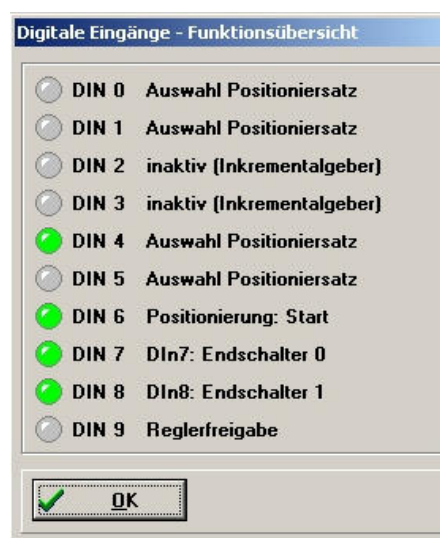 Digitale Eingänge - Funktionsübersicht
DIN 0 Auswahl Positioniersatz
DIN 1 Auswahl Positioniersatz
DIN 2 inaktiv (Inkrementalgeber)
DIN 3 inaktiv (Inkrementalgeber)
DIN 4 Auswahl Positioniersatz
DIN 5 Auswahl Positioniersatz
DIN 6 Positionierung: Start
DIN 7 DIn7: Endschalter 0
DIN 8 DIn8: Endschalter 1
DIN 9 Reglerfreigabe
OK